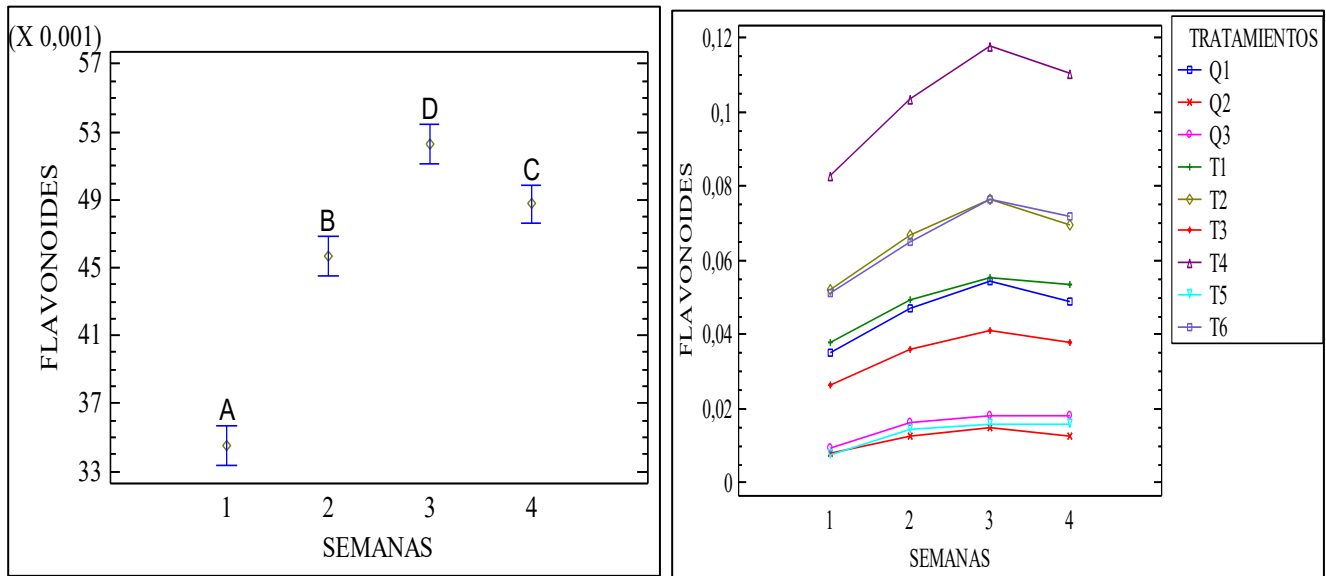 (X 0,001)
57
53
49
45
41
37
33
FLAVONOIDES
A
B
D
C
1 2 3 4
SEMANAS
0,12
0,1
0,08
0,06
0,04
0,02
0
FLAVONOIDES
1 2 3 4
SEMANAS
TRATAMIENTOS
Q1
Q2
Q3
T1
T2
T3
T4
T5
T6